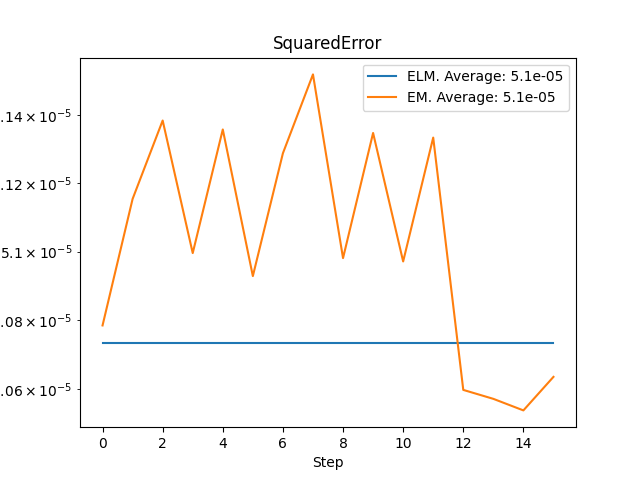 SquaredError
ELM. Average: 5.1e-05
EM. Average: 5.1e-05
.14 × 10⁻⁵
.12 × 10⁻⁵
5.1 × 10⁻⁵
.08 × 10⁻⁵
.06 × 10⁻⁵
0 2 4 6 8 10 12 14
Step